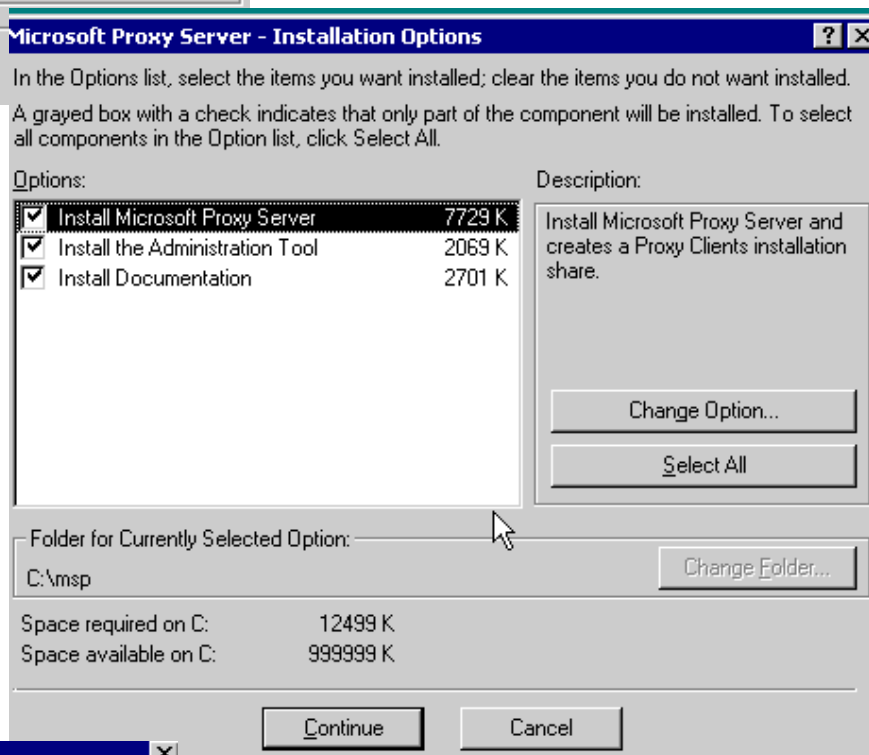 Microsoft Proxy Server - Installation Options
In the Options list, select the items you want installed; clear the items you do not want installed.
A grayed box with a check indicates that only part of the component will be installed. To select
all components in the Option list, click Select All.
Options:
Description:
Install Microsoft Proxy Server 7729 K
Install the Administration Tool 2069 K
Install Documentation 2701 K
Install Microsoft Proxy Server and
creates a Proxy Clients installation
share.
Change Option...
Select All
Folder for Currently Selected Option:
C:\msp
Change Folder...
Space required on C: 12499 K
Space available on C: 999999 K
Continue
Cancel